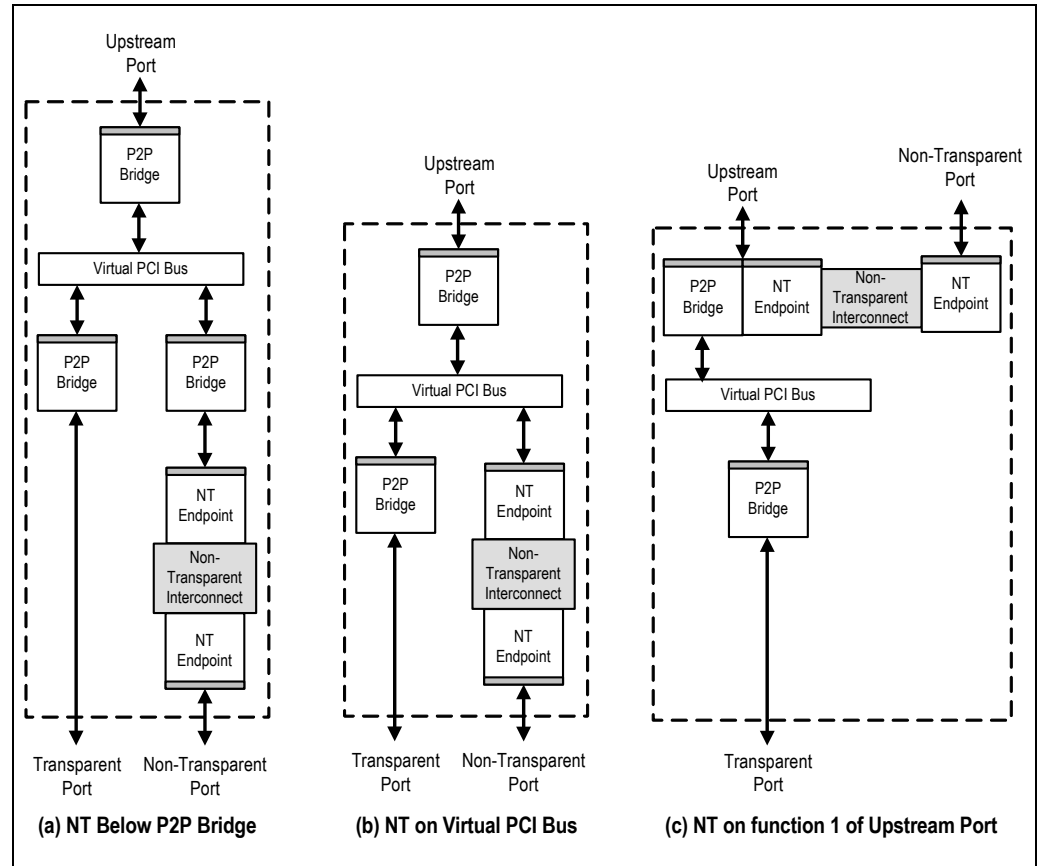 Upstream
Port
P2P
Bridge
Virtual PCI Bus
P2P
Bridge
P2P
Bridge
NT
Endpoint
Non-
Transparent
Interconnect
NT
Endpoint
Transparent
Port
Non-Transparent
Port
(a) NT Below P2P Bridge
Upstream
Port
P2P
Bridge
Virtual PCI Bus
P2P
Bridge
NT
Endpoint
Non-
Transparent
Interconnect
NT
Endpoint
Transparent
Port
Non-Transparent
Port
(b) NT on Virtual PCI Bus
Upstream
Port
Non-Transparent
Port
P2P
Bridge
NT
Endpoint
Non-
Transparent
Interconnect
NT
Endpoint
Virtual PCI Bus
P2P
Bridge
Transparent
Port
(c) NT on function 1 of Upstream Port